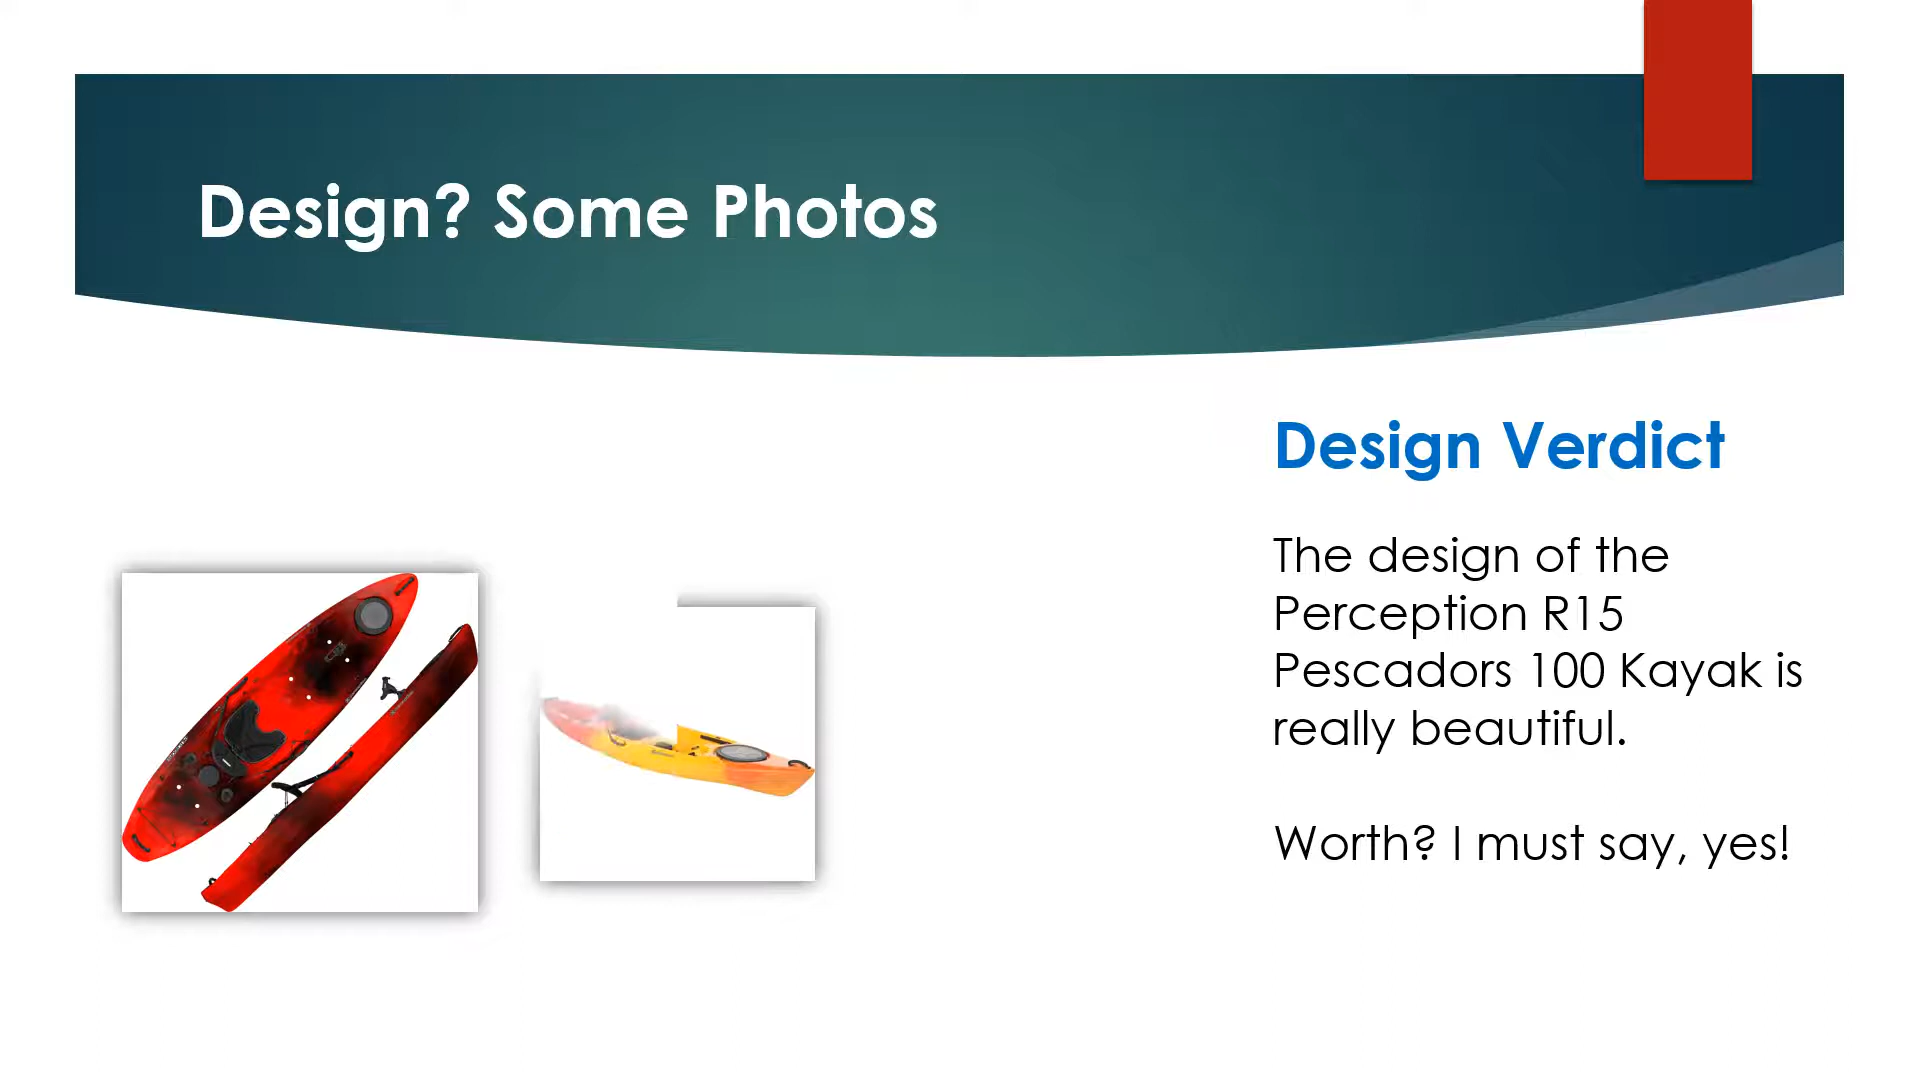 Design? Some Photos
Design Verdict
The design of the
Perception R15
Pescadors 100 Kayak is
really beautiful.
Worth? I must say, yes!